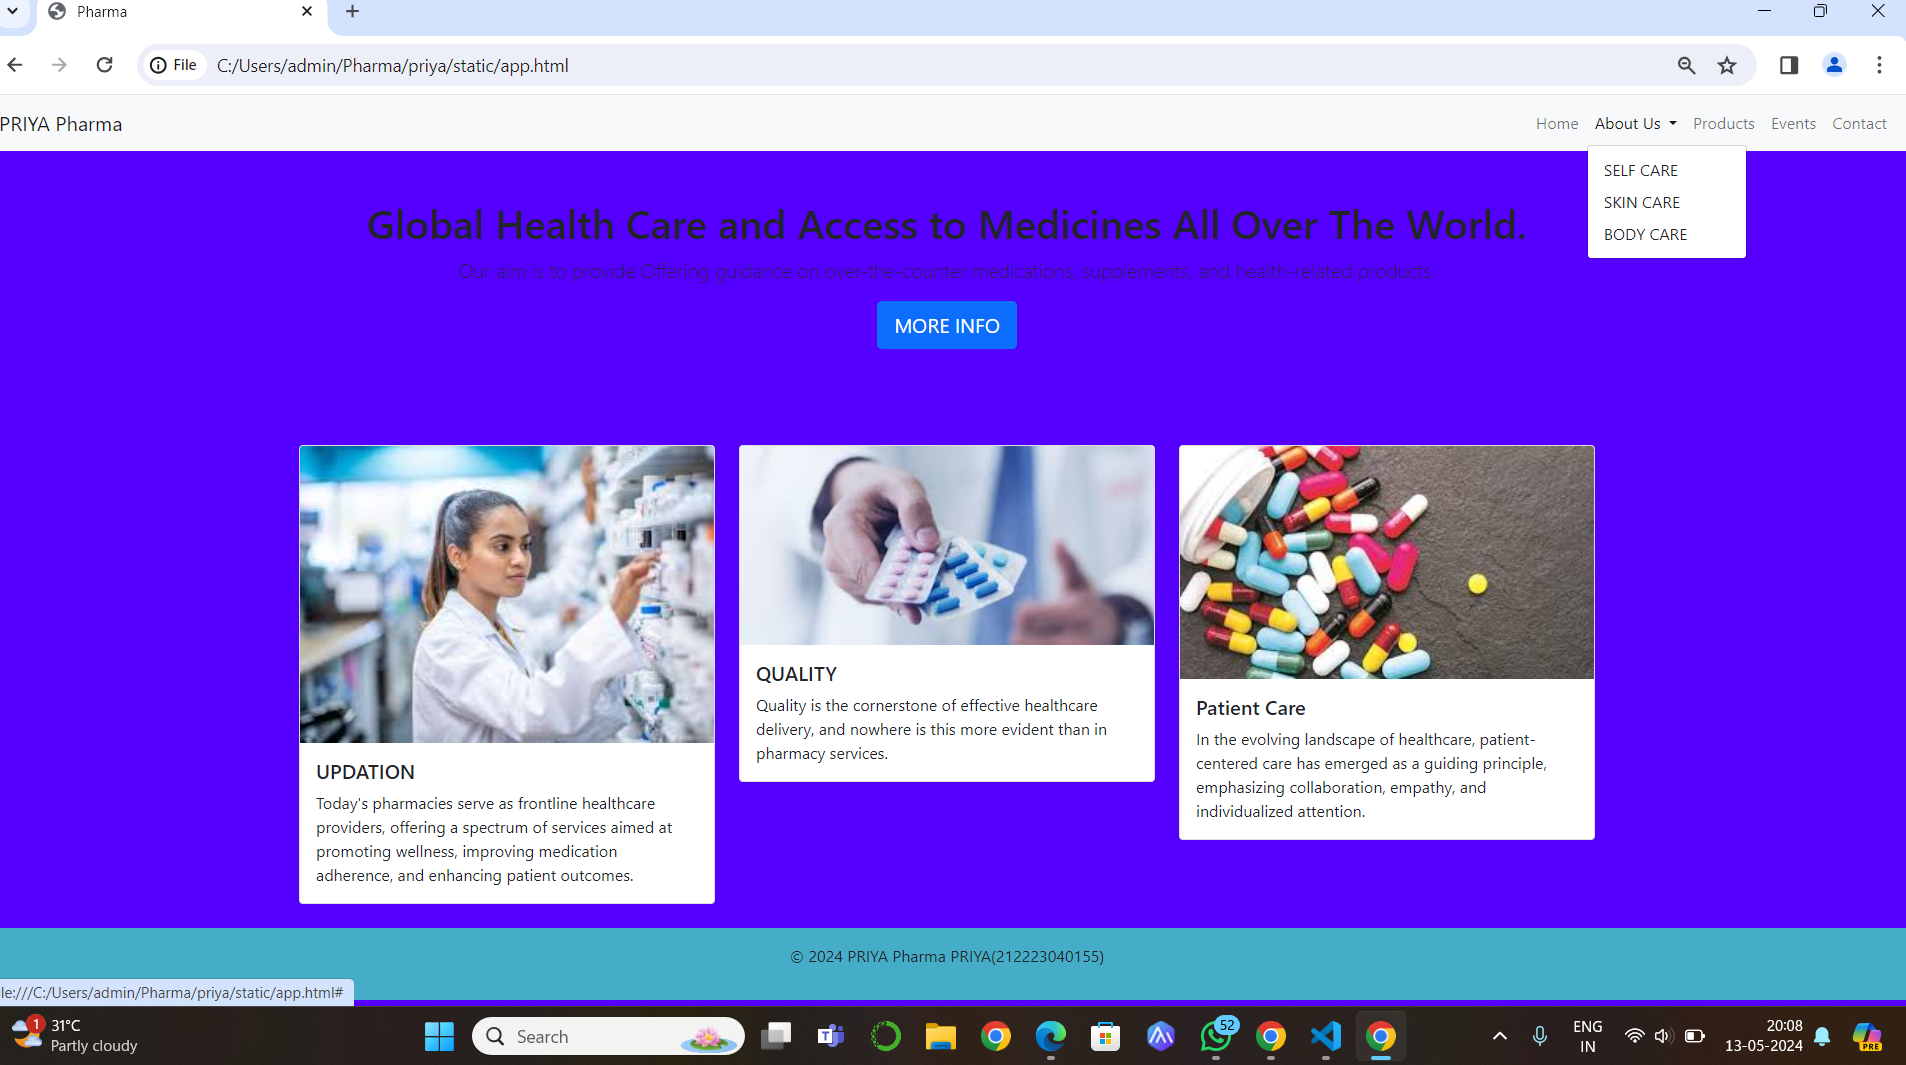 Pharma
File
C:/Users/admin/Pharma/priya/static/app.html
PRIYA Pharma
Home
About Us
Products
Events
Contact
SELF CARE
SKIN CARE
BODY CARE
Global Health Care and Access to Medicines All Over The World.
Our aim is to provide Offering guidance on over-the-counter medications, supplements, and health-related products.
MORE INFO
UPDATION
Today's pharmacies serve as frontline healthcare
providers, offering a spectrum of services aimed at
promoting wellness, improving medication
adherence, and enhancing patient outcomes.
QUALITY
Quality is the cornerstone of effective healthcare
delivery, and nowhere is this more evident than in
pharmacy services.
Patient Care
In the evolving landscape of healthcare, patient-
centered care has emerged as a guiding principle,
emphasizing collaboration, empathy, and
individualized attention.
© 2024 PRIYA Pharma PRIYA(212223040155)
le:///C:/Users/admin/Pharma/priya/static/app.html#
1
31°C
Partly cloudy
Search
52
ENG
IN
20:08
13-05-2024
PRE